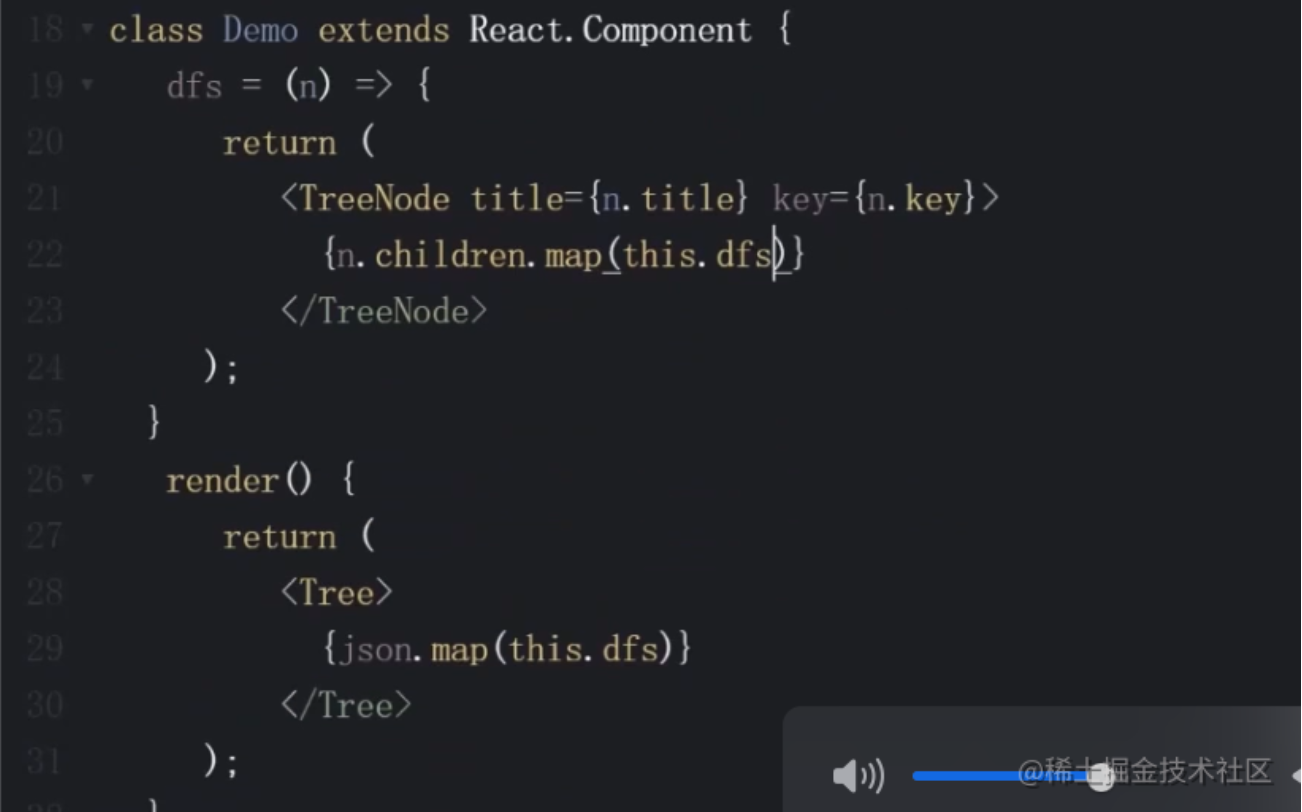 18 class Demo extends React.Component {
19 dfs = (n) => {
20 return (
21 <TreeNode title={n.title} key={n.key}>
22 {n.children.map(this.dfs)}
23 </TreeNode>
24 );
25 }
26 render() {
27 return (
28 <Tree>
29 {json.map(this.dfs)}
30 </Tree>
31 );
}
@稀土掘金技术社区